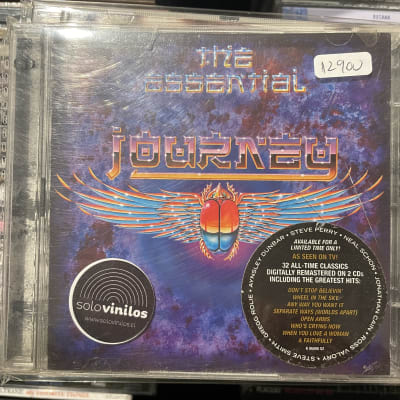 the
essential
12900
journey
AYNSLEY DUNBAR • STEVE PERRY • NEAL SCHON • JONATHAN CAIN • ROSS VALORY • STEVE SMITH • GREGG ROLIE •
AVAILABLE FOR A
LIMITED TIME ONLY!
AS SEEN ON TV!
32 ALL-TIME CLASSICS
DIGITALLY REMASTERED ON 2 CDs
INCLUDING THE GREATEST HITS:
DON'T STOP BELIEVIN'
WHEEL IN THE SKY
ANY WAY YOU WANT IT
SEPARATE WAYS (WORLDS APART)
OPEN ARMS
WHO'S CRYING NOW
WHEN YOU LOVE A WOMAN
& FAITHFULLY
solovinilos
www.solovinilos.cl